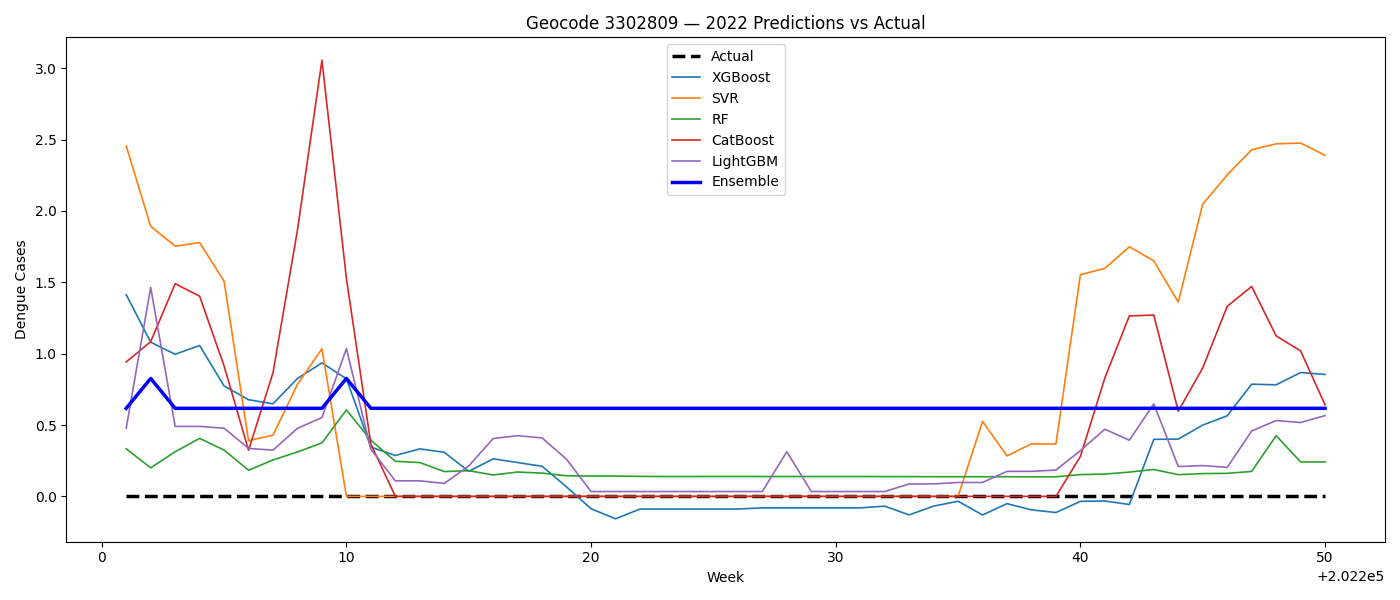 Geocode 3302809 — 2022 Predictions vs Actual
Actual
XGBoost
SVR
RF
CatBoost
LightGBM
Ensemble
Dengue Cases
3.0
2.5
2.0
1.5
1.0
0.5
0.0
0 10 20 30 40 50
Week
+2.022e5